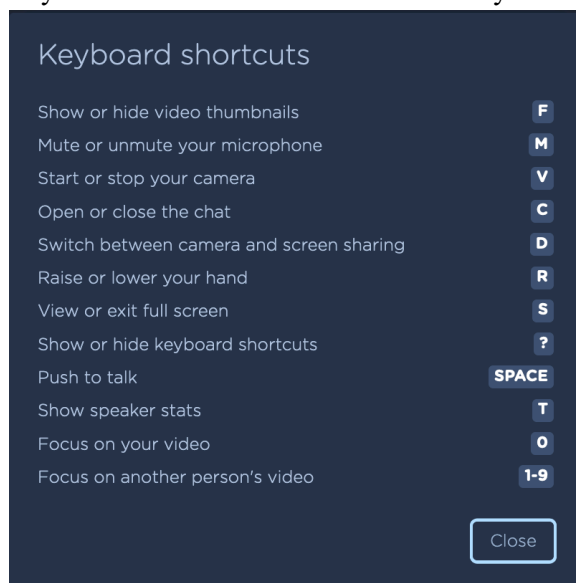 Keyboard shortcuts
Show or hide video thumbnails F
Mute or unmute your microphone M
Start or stop your camera V
Open or close the chat C
Switch between camera and screen sharing D
Raise or lower your hand R
View or exit full screen S
Show or hide keyboard shortcuts ?
Push to talk SPACE
Show speaker stats T
Focus on your video 0
Focus on another person's video 1-9
Close